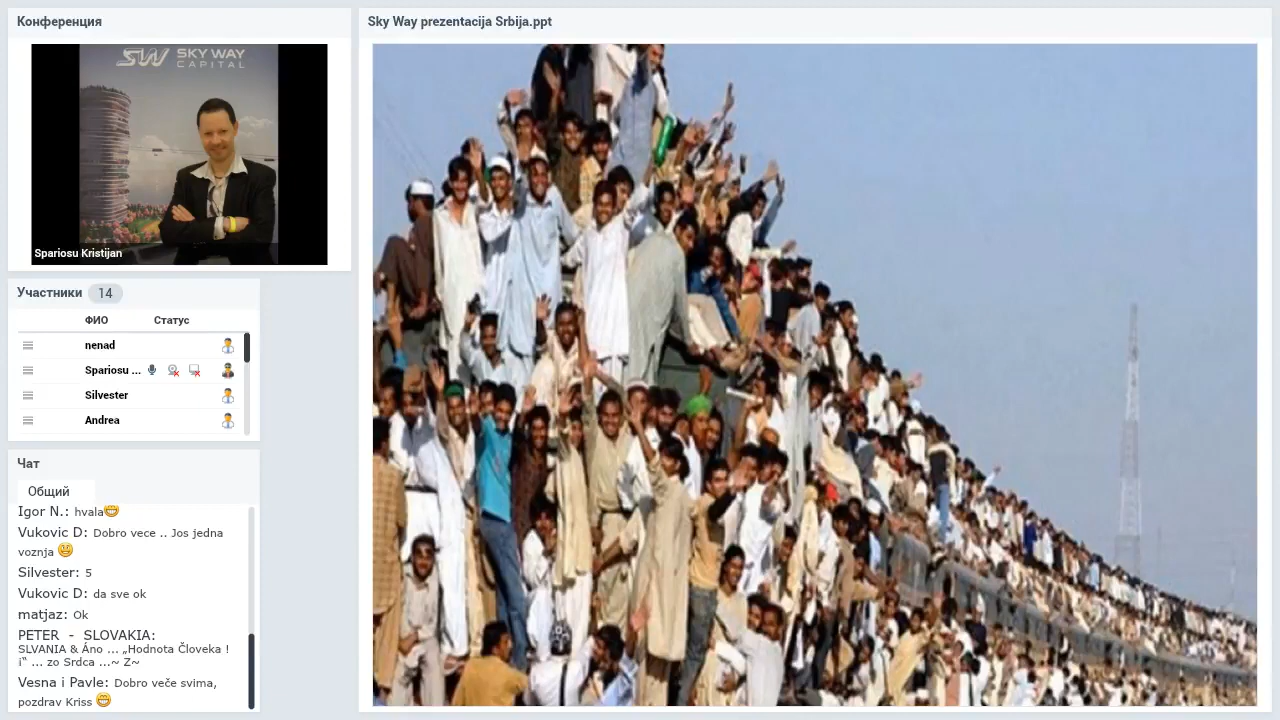 Конференция
SKY WAY
CAPITAL
Spariosu Kristijan
Участники 14
ФИО Статус
nenad
Spariosu ...
Silvester
Andrea
Чат
Общий
Igor N.: hvala
Vukovic D: Dobro vece .. Jos jedna
voznja
Silvester: 5
Vukovic D: da sve ok
matjaz: Ok
PETER - SLOVAKIA:
SLVANIA & Áno ... „Hodnota Človeka !
i“ ... zo Srdca ...~ Z~
Vesna i Pavle: Dobro veče svima,
pozdrav Kriss
Sky Way prezentacija Srbija.ppt